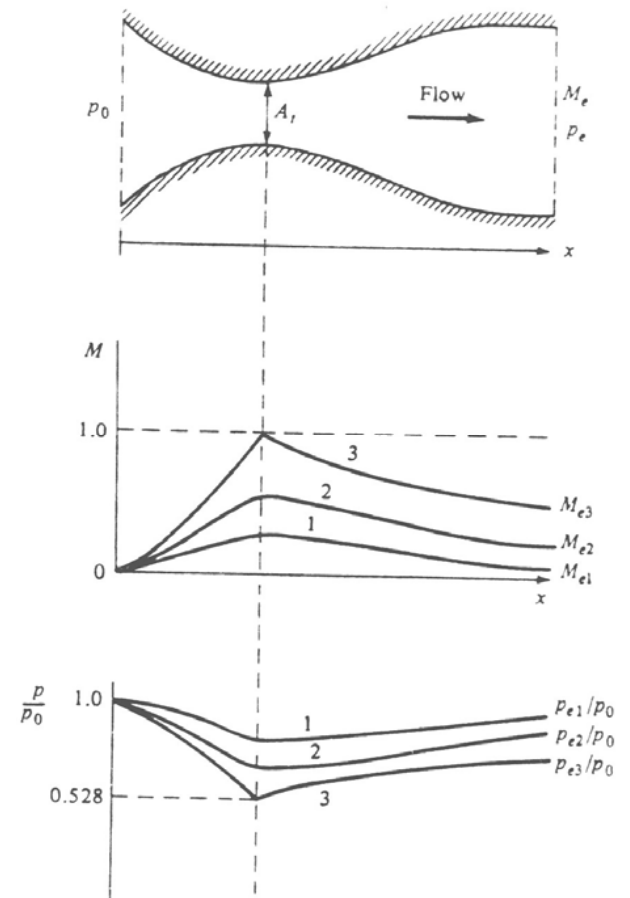 p₀
Aₜ
Flow
Mₑ
pₑ
x
M
1.0
3
2
1
0
Mₑ₃
Mₑ₂
Mₑ₁
x
p/p₀
1.0
1
2
3
0.528
pₑ₁/p₀
pₑ₂/p₀
pₑ₃/p₀